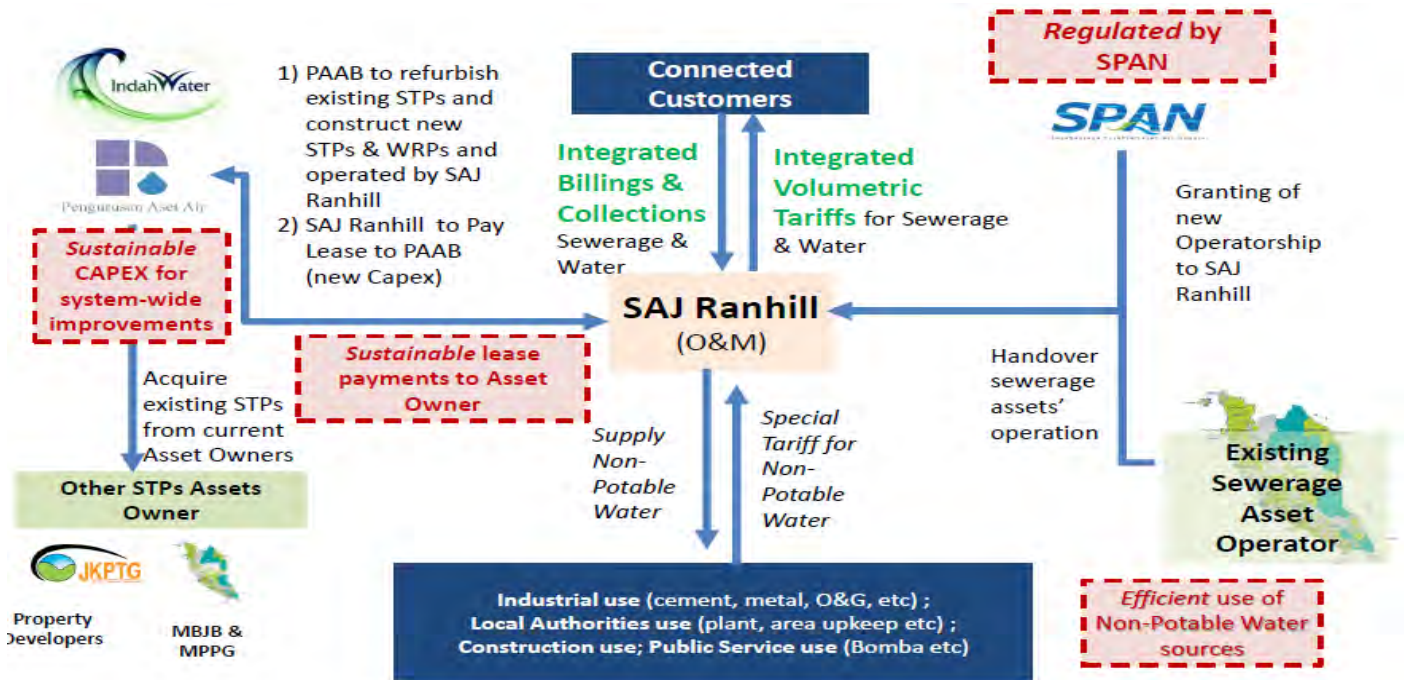 IndahWater
Pengurusan Aset Air
1) PAAB to refurbish
existing STPs and
construct new
STPs & WRPs and
operated by SAJ
Ranhill
2) SAJ Ranhill to Pay
Lease to PAAB
(new Capex)
Connected
Customers
Regulated by
SPAN
SPAN
Integrated
Billings &
Collections
Sewerage &
Water
Integrated
Volumetric
Tariffs for Sewerage
& Water
Granting of
new
Operatorship
to SAJ
Ranhill
Sustainable
CAPEX for
system-wide
improvements
SAJ Ranhill
(O&M)
Sustainable lease
payments to Asset
Owner
Acquire
existing STPs
from current
Asset Owners
Handover
sewerage
assets’
operation
Supply
Non-
Potable
Water
Special
Tariff for
Non-
Potable
Water
Other STPs Assets
Owner
Existing
Sewerage
Asset
Operator
JKPTG
Property
Developers
MBJB &
MPPG
Industrial use (cement, metal, O&G, etc) ;
Local Authorities use (plant, area upkeep etc) ;
Construction use; Public Service use (Bomba etc)
Efficient use of
Non-Potable Water
sources